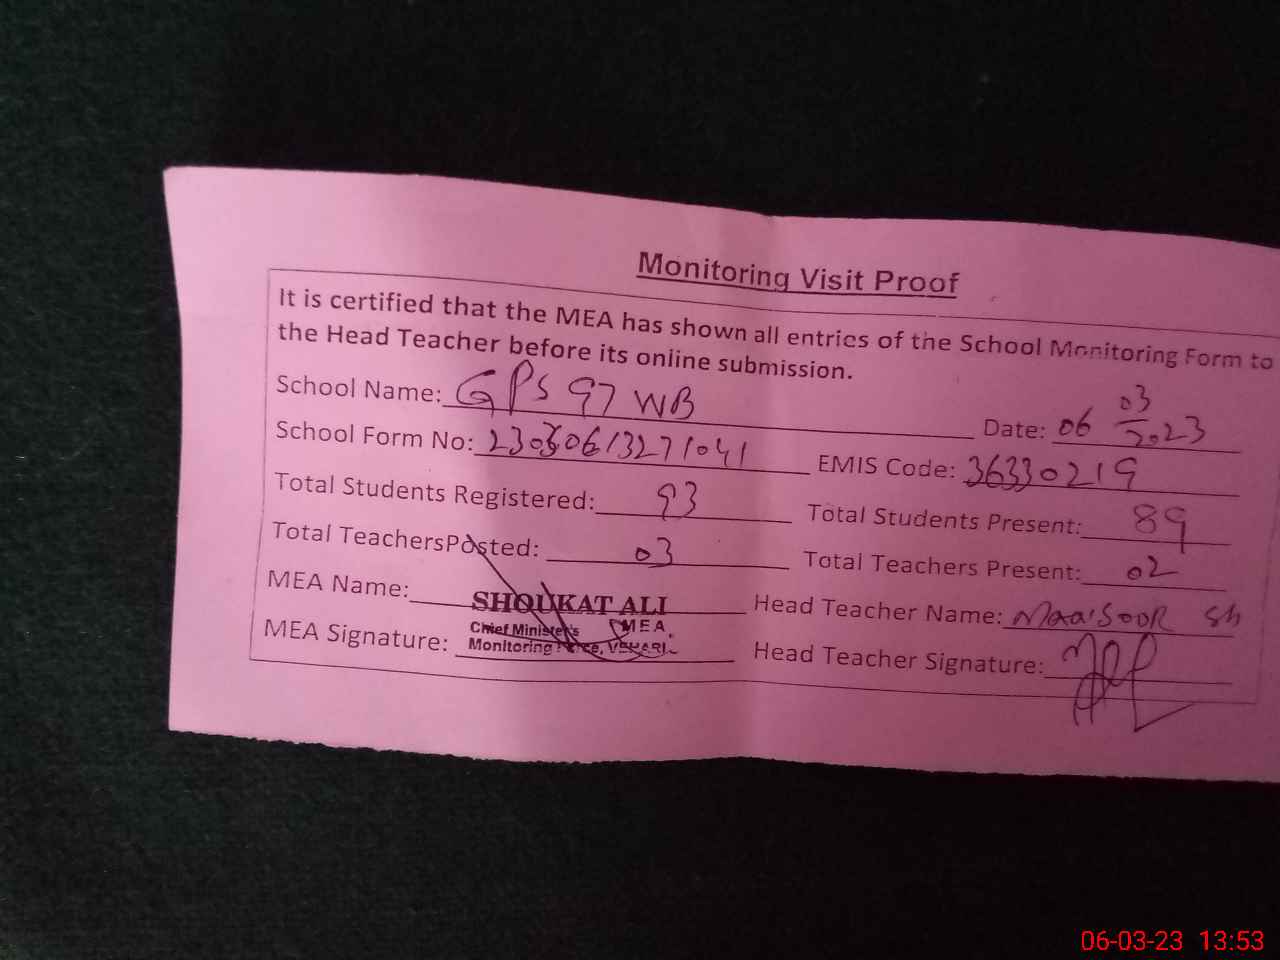 Monitoring Visit Proof
It is certified that the MEA has shown all entries of the School Monitoring Form to
the Head Teacher before its online submission.
School Name: GPS 97 WB Date: 06 03 2023
School Form No: 23030613271041 EMIS Code: 36330219
Total Students Registered: 93 Total Students Present: 89
Total TeachersPosted: 03 Total Teachers Present: 02
MEA Name: SHOUKAT ALI Head Teacher Name:
MEA,
Chief Minister's
Monitoring Force, VEHARI
MEA Signature: Head Teacher Signature:
06-03-23 13:53